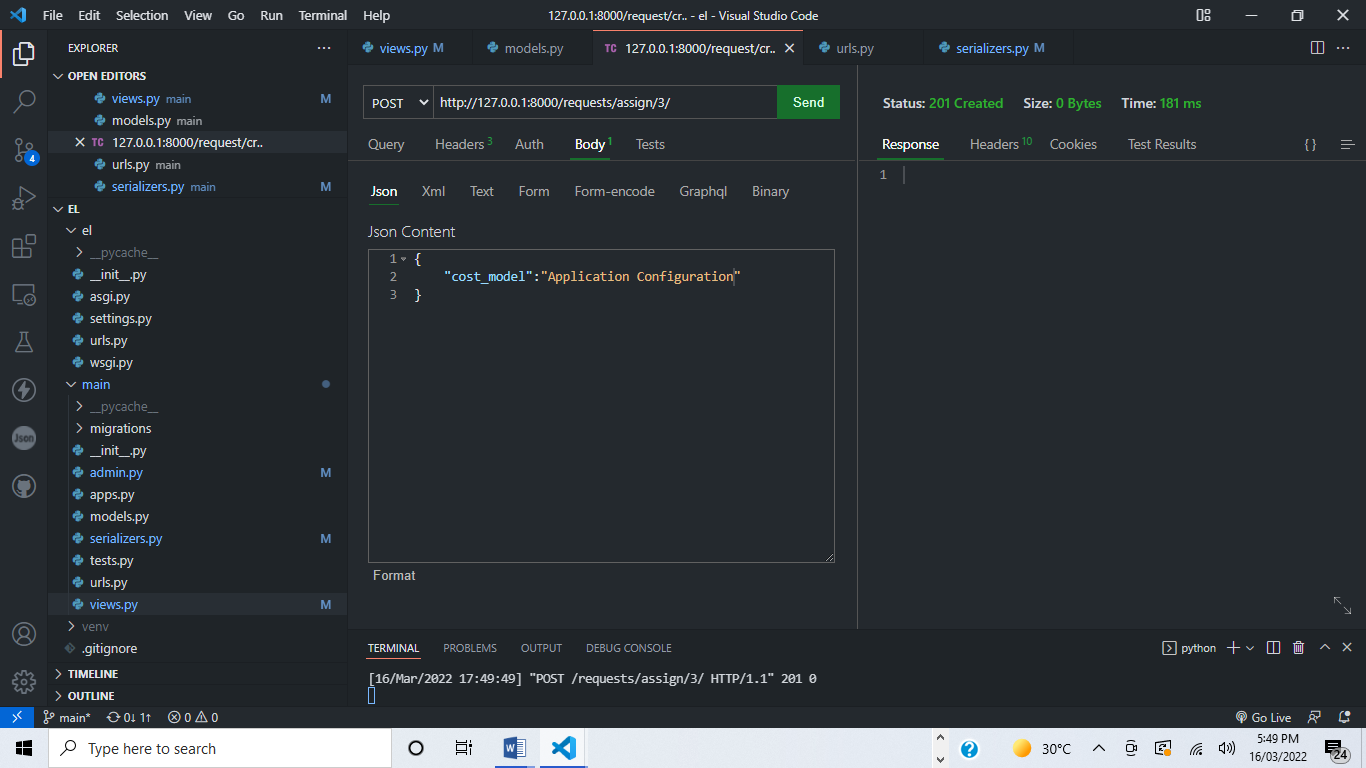 File Edit Selection View Go Run Terminal Help 127.0.0.1:8000/request/cr.. - el - Visual Studio Code
EXPLORER
OPEN EDITORS
views.py main M
models.py main
TC 127.0.0.1:8000/request/cr..
urls.py main
serializers.py main M
EL
el
__pycache__
__init__.py
asgi.py
settings.py
urls.py
wsgi.py
main
__pycache__
migrations
__init__.py
admin.py M
apps.py
models.py
serializers.py M
tests.py
urls.py
views.py M
venv
.gitignore
TIMELINE
OUTLINE
4
Json
views.py M models.py TC 127.0.0.1:8000/request/cr.. urls.py serializers.py M
POST http://127.0.0.1:8000/requests/assign/3/ Send
Query Headers 3 Auth Body 1 Tests
Json Xml Text Form Form-encode Graphql Binary
Json Content
1 {
2 "cost_model":"Application Configuration"
3 }
Format
Status: 201 Created Size: 0 Bytes Time: 181 ms
Response Headers 10 Cookies Test Results { }
1
TERMINAL PROBLEMS OUTPUT DEBUG CONSOLE python
[16/Mar/2022 17:49:49] "POST /requests/assign/3/ HTTP/1.1" 201 0
main* 0↓ 1↑ 0 0 Go Live
Type here to search 30°C 5:49 PM
16/03/2022 24